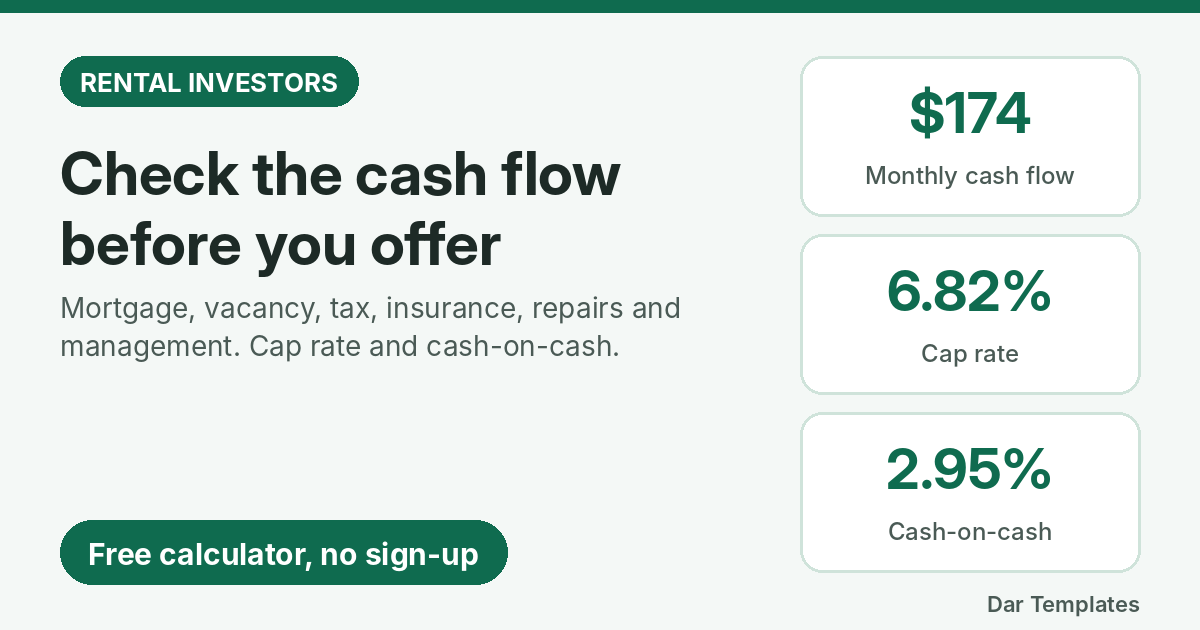 RENTAL INVESTORS
Check the cash flow
before you offer
Mortgage, vacancy, tax, insurance, repairs and
management. Cap rate and cash-on-cash.
Free calculator, no sign-up
$174
Monthly cash flow
6.82%
Cap rate
2.95%
Cash-on-cash
Dar Templates